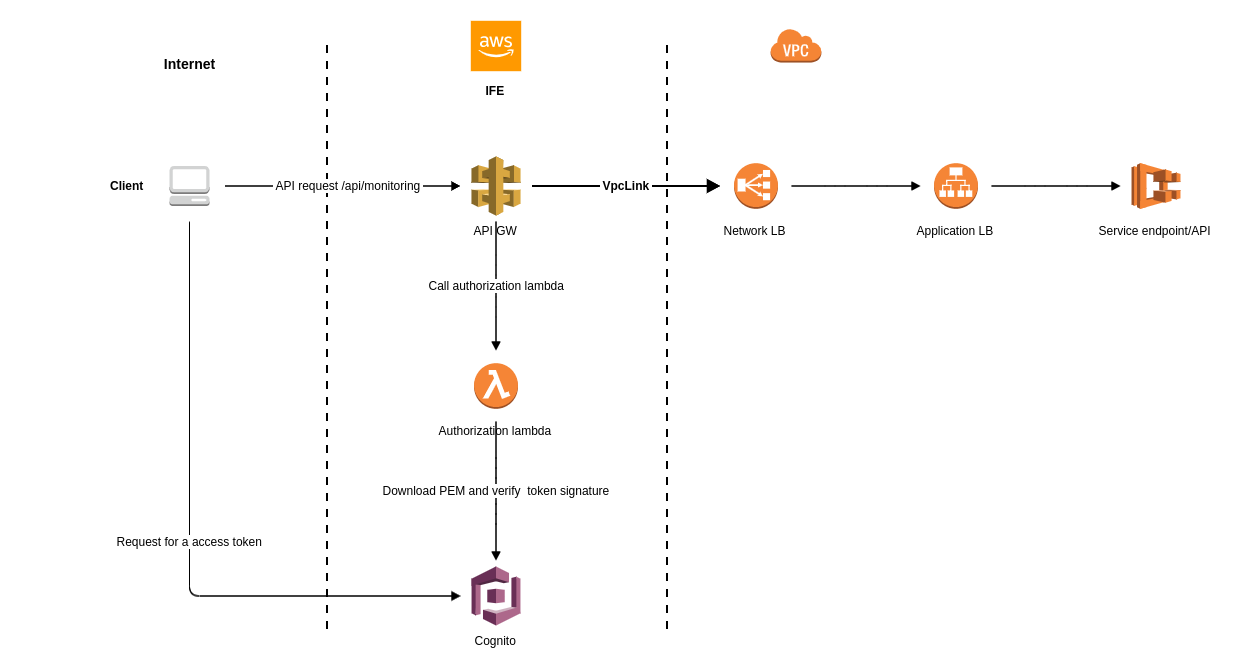 aws
VPC
Internet
IFE
Client
API request /api/monitoring
VpcLink
API GW
Network LB
Application LB
Service endpoint/API
Call authorization lambda
λ
Authorization lambda
Download PEM and verify  token signature
Request for a access token
Cognito